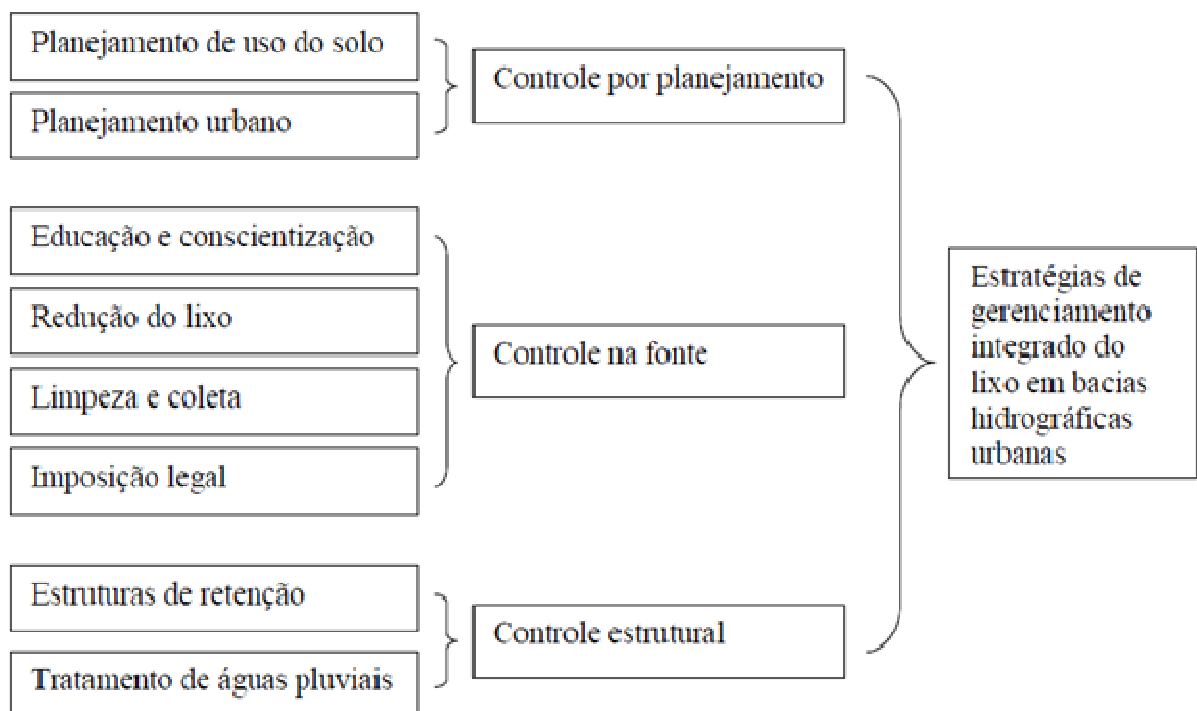 Planejamento de uso do solo
Planejamento urbano
Controle por planejamento
Educação e conscientização
Redução do lixo
Limpeza e coleta
Imposição legal
Controle na fonte
Estruturas de retenção
Tratamento de águas pluviais
Controle estrutural
Estratégias de
gerenciamento
integrado do
lixo em bacias
hidrográficas
urbanas